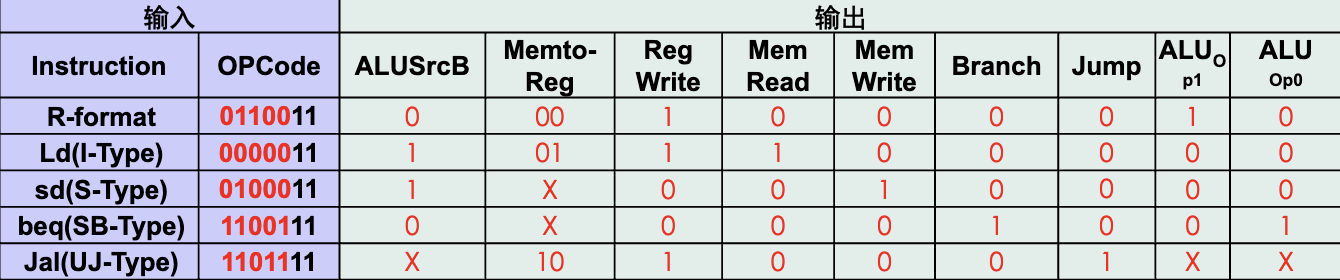 输入 输出
Instruction OPCode ALUSrcB Memto-Reg Reg Write Mem Read Mem Write Branch Jump ALUO p1 ALU Op0
R-format 0110011 0 00 1 0 0 0 0 1 0
Ld(I-Type) 0000011 1 01 1 1 0 0 0 0 0
sd(S-Type) 0100011 1 X 0 0 1 0 0 0 0
beq(SB-Type) 1100111 0 X 0 0 0 1 0 0 1
Jal(UJ-Type) 1101111 X 10 1 0 0 0 1 X X